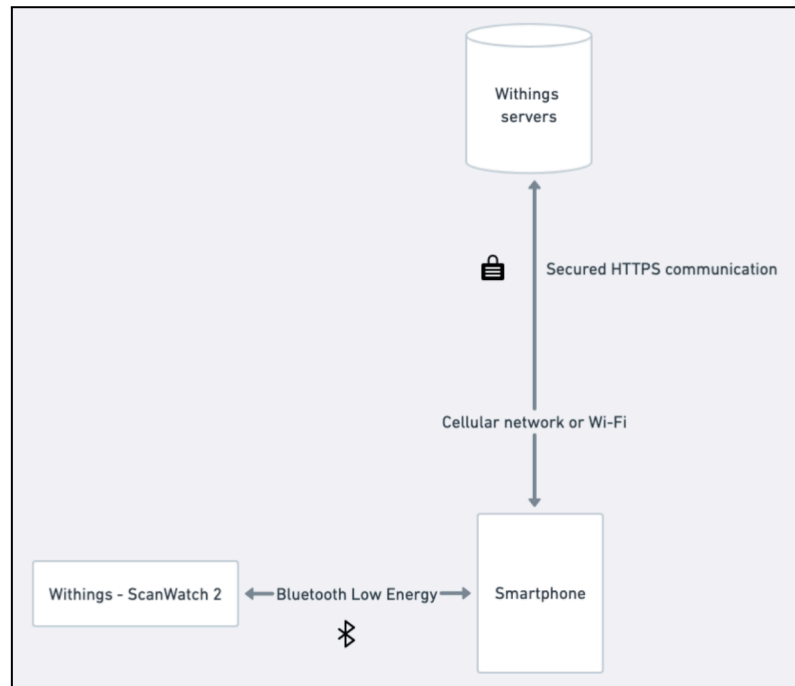 Withings
servers
Secured HTTPS communication
Cellular network or Wi-Fi
Withings - ScanWatch 2
Bluetooth Low Energy
Smartphone